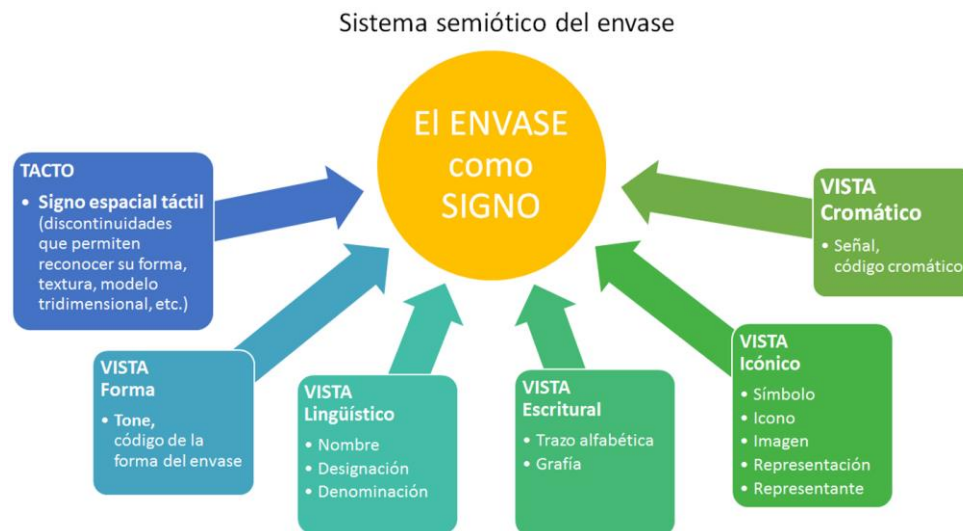 Sistema semiótico del envase
El ENVASE
como
SIGNO
TACTO
• Signo espacial táctil
(discontinuidades
que permiten
reconocer su forma,
textura, modelo
tridimensional, etc.)
VISTA
Forma
• Tone,
código de la
forma del envase
VISTA
Lingüístico
• Nombre
• Designación
• Denominación
VISTA
Escritural
• Trazo alfabética
• Grafía
VISTA
Icónico
• Símbolo
• Icono
• Imagen
• Representación
• Representante
VISTA
Cromático
• Señal,
código cromático